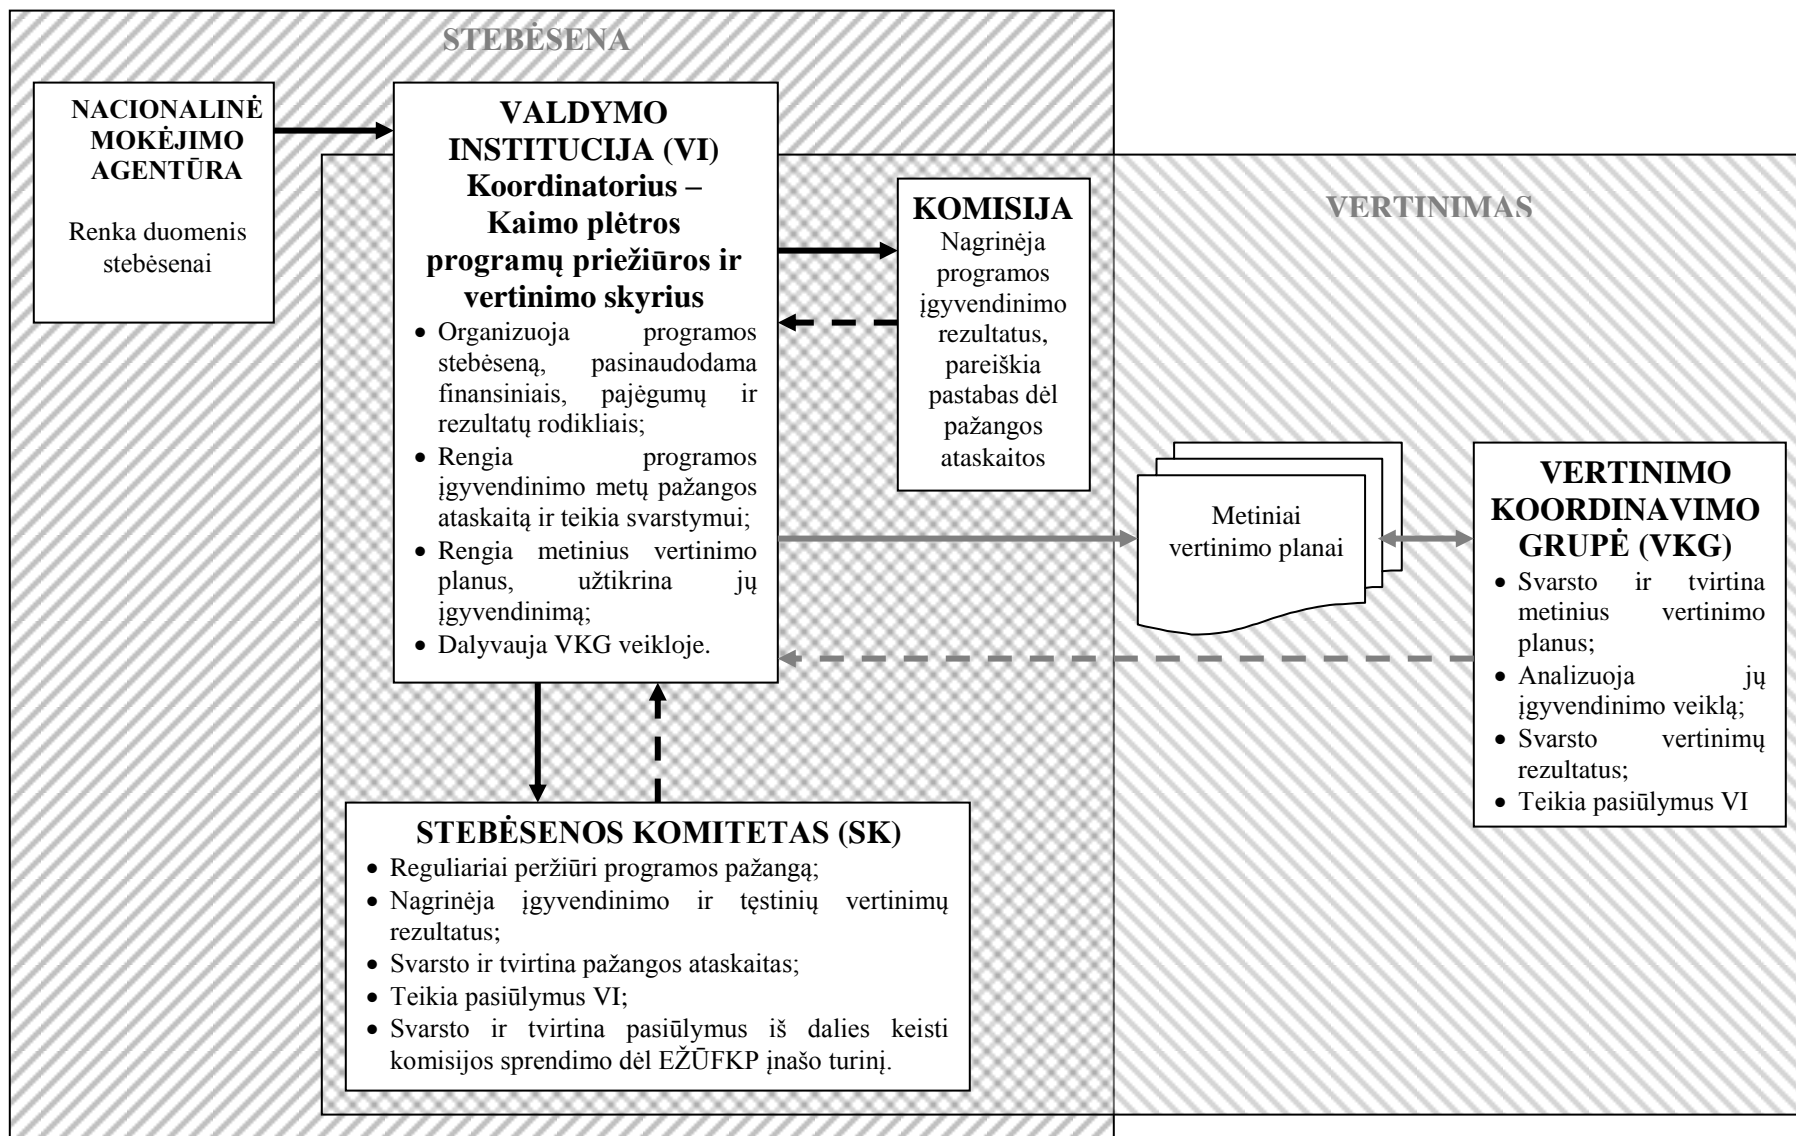 STEBĖSENA
NACIONALINĖ
MOKĖJIMO
AGENTŪRA
Renka duomenis
stebėsenai
VALDYMO
INSTITUCIJA (VI)
Koordinatorius –
Kaimo plėtros
programų priežiūros ir
vertinimo skyrius
• Organizuoja programos
stebėseną, pasinaudodama
finansiniais, pajėgumų ir
rezultatų rodikliais;
• Rengia programos
įgyvendinimo metų pažangos
ataskaitą ir teikia svarstymui;
• Rengia metinius vertinimo
planus, užtikrina jų
įgyvendinimą;
• Dalyvauja VKG veikloje.
KOMISIJA
Nagrinėja
programos
įgyvendinimo
rezultatus,
pareiškia
pastabas dėl
pažangos
ataskaitos
VERTINIMAS
Metiniai
vertinimo planai
VERTINIMO
KOORDINAVIMO
GRUPĖ (VKG)
• Svarsto ir tvirtina
metinius vertinimo
planus;
• Analizuoja jų
įgyvendinimo veiklą;
• Svarsto vertinimų
rezultatus;
• Teikia pasiūlymus VI
STEBĖSENOS KOMITETAS (SK)
• Reguliariai peržiūri programos pažangą;
• Nagrinėja įgyvendinimo ir tęstinių vertinimų
rezultatus;
• Svarsto ir tvirtina pažangos ataskaitas;
• Teikia pasiūlymus VI;
• Svarsto ir tvirtina pasiūlymus iš dalies keisti
komisijos sprendimo dėl EŽŪFKP įnašo turinį.